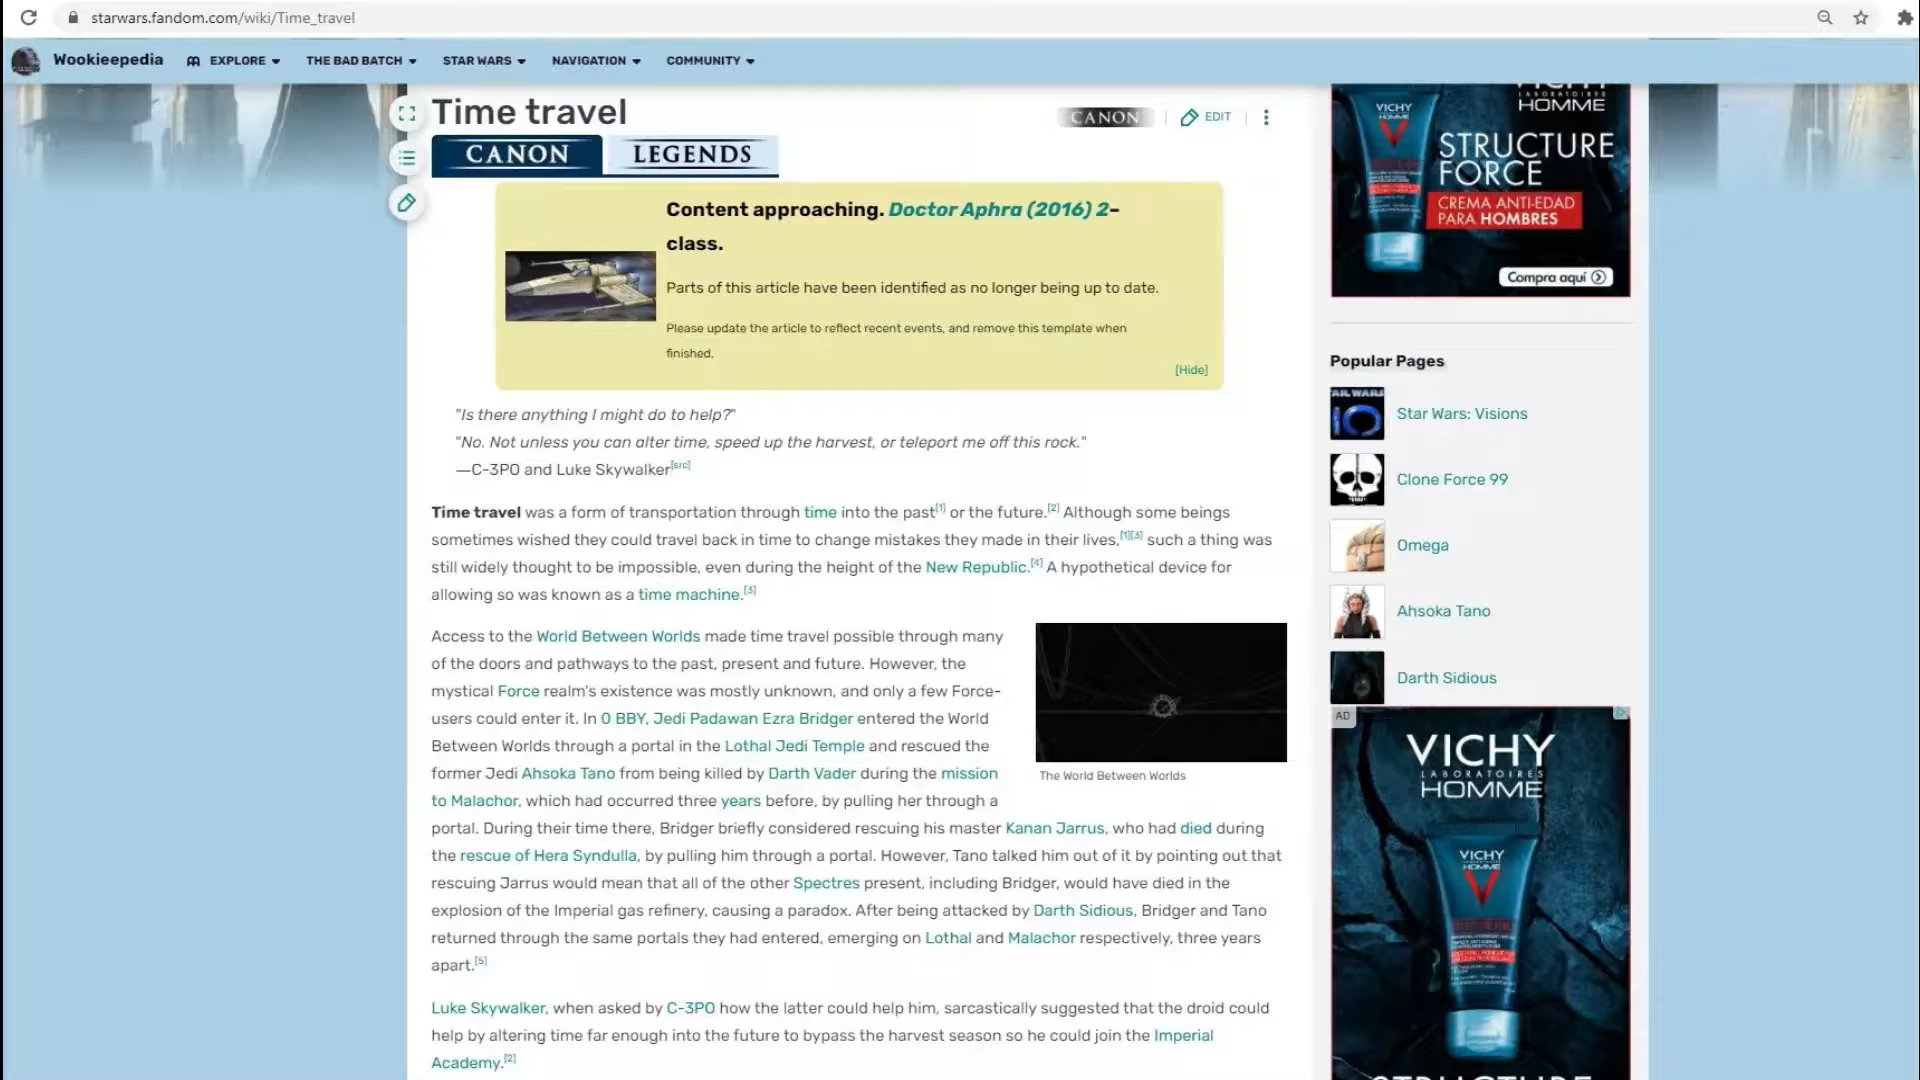 starwars.fandom.com/wiki/Time_travel
Wookieepedia
EXPLORE
THE BAD BATCH
STAR WARS
NAVIGATION
COMMUNITY
Time travel
CANON
EDIT
CANON
LEGENDS
Content approaching. Doctor Aphra (2016) 2–
class.
Parts of this article have been identified as no longer being up to date.
Please update the article to reflect recent events, and remove this template when
finished.
[Hide]
"Is there anything I might do to help?"
"No. Not unless you can alter time, speed up the harvest, or teleport me off this rock."
—C-3PO and Luke Skywalker[src]
Time travel was a form of transportation through time into the past[1] or the future.[2] Although some beings
sometimes wished they could travel back in time to change mistakes they made in their lives,[1][3] such a thing was
still widely thought to be impossible, even during the height of the New Republic.[4] A hypothetical device for
allowing so was known as a time machine.[3]
Access to the World Between Worlds made time travel possible through many
of the doors and pathways to the past, present and future. However, the
mystical Force realm's existence was mostly unknown, and only a few Force-
users could enter it. In 0 BBY, Jedi Padawan Ezra Bridger entered the World
Between Worlds through a portal in the Lothal Jedi Temple and rescued the
former Jedi Ahsoka Tano from being killed by Darth Vader during the mission
to Malachor, which had occurred three years before, by pulling her through a
portal. During their time there, Bridger briefly considered rescuing his master Kanan Jarrus, who had died during
the rescue of Hera Syndulla, by pulling him through a portal. However, Tano talked him out of it by pointing out that
rescuing Jarrus would mean that all of the other Spectres present, including Bridger, would have died in the
explosion of the Imperial gas refinery, causing a paradox. After being attacked by Darth Sidious, Bridger and Tano
returned through the same portals they had entered, emerging on Lothal and Malachor respectively, three years
apart.[5]
The World Between Worlds
Luke Skywalker, when asked by C-3PO how the latter could help him, sarcastically suggested that the droid could
help by altering time far enough into the future to bypass the harvest season so he could join the Imperial
Academy.[2]
VICHY
LABORATOIRES
HOMME
VICHY
HOMME
STRUCTURE
FORCE
CREMA ANTI-EDAD
PARA HOMBRES
Compra aquí
Popular Pages
Star Wars: Visions
Clone Force 99
Omega
Ahsoka Tano
Darth Sidious
AD
VICHY
LABORATOIRES
HOMME
VICHY
HOMME
STRUCTURE